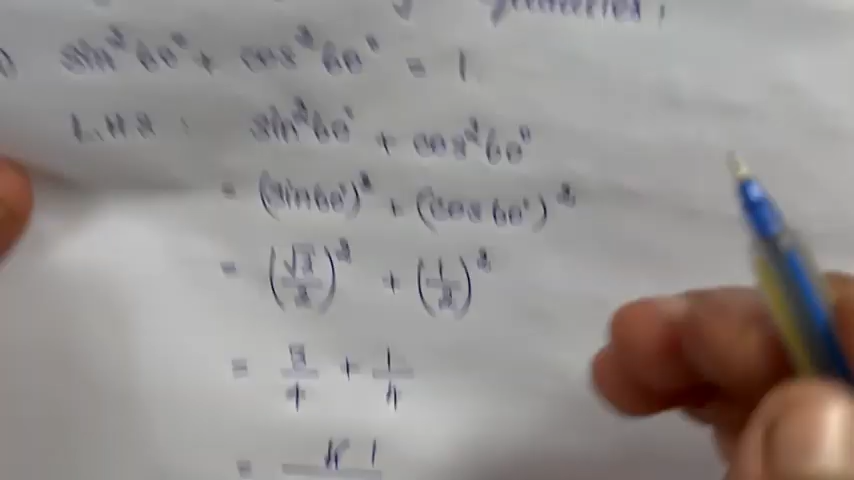 sin²60° + cos²60° = 1
L.H.S : sin²60° + cos²60°
= (sin60°)² + (cos60°)²
= (√3/2)² + (1/2)²
= 3/4 + 1/4
=